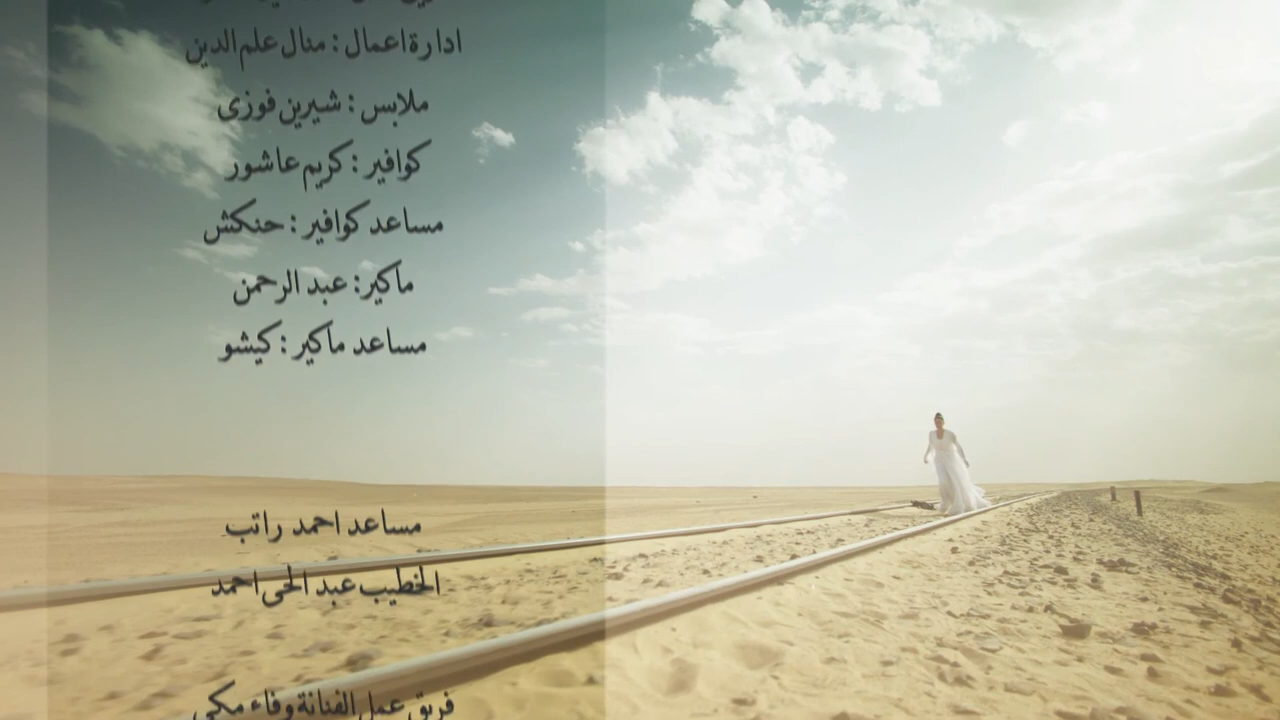 ادارة اعمال : منال علم الدين
ملابس : شيرين فوزى
كوافير : كريم عاشور
مساعد كوافير : حنكش
ماكير : عبد الرحمن
مساعد ماكير : كيشو
مساعد احمد راتب
الخطيب عبد الحى احمد
فريق عمل الفنانة وفاء مكى